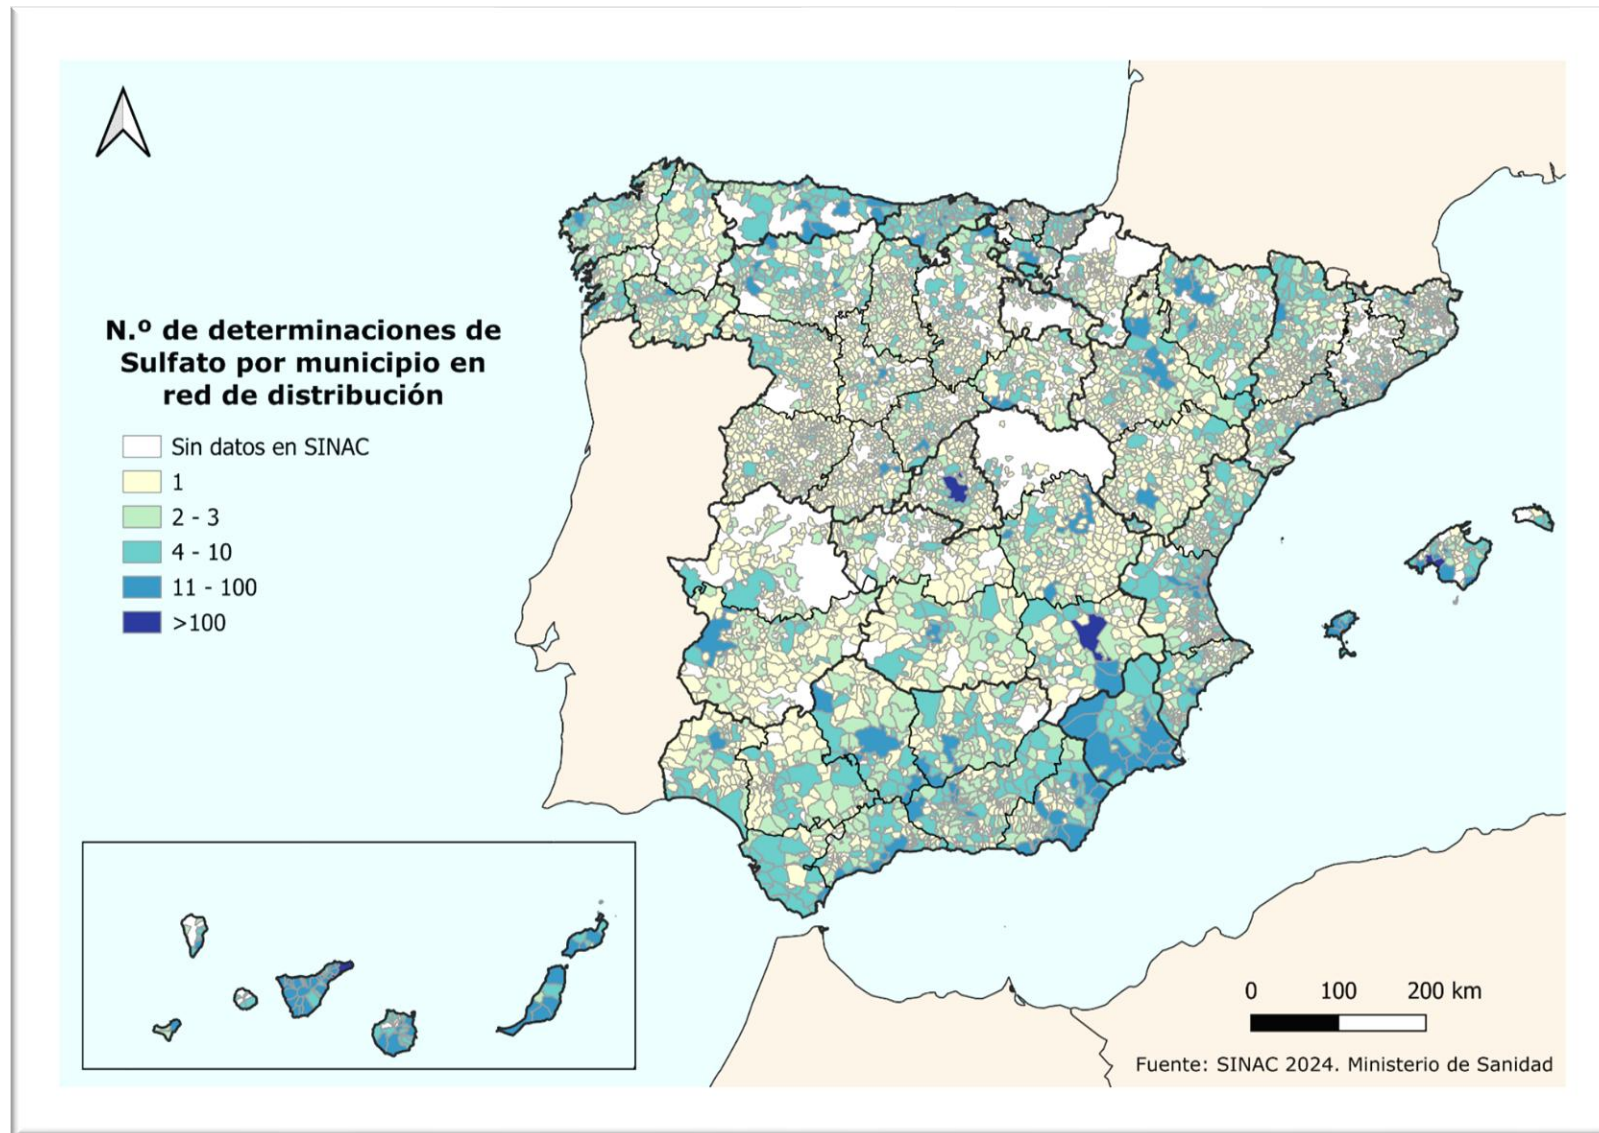 N.º de determinaciones de
Sulfato por municipio en
red de distribución
Sin datos en SINAC
1
2 - 3
4 - 10
11 - 100
>100
0 100 200 km
Fuente: SINAC 2024. Ministerio de Sanidad